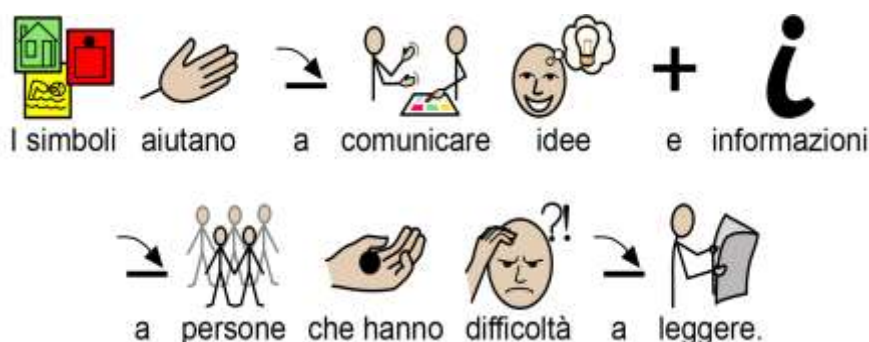 I simboli aiutano a comunicare idee e informazioni
a persone che hanno difficoltà a leggere.